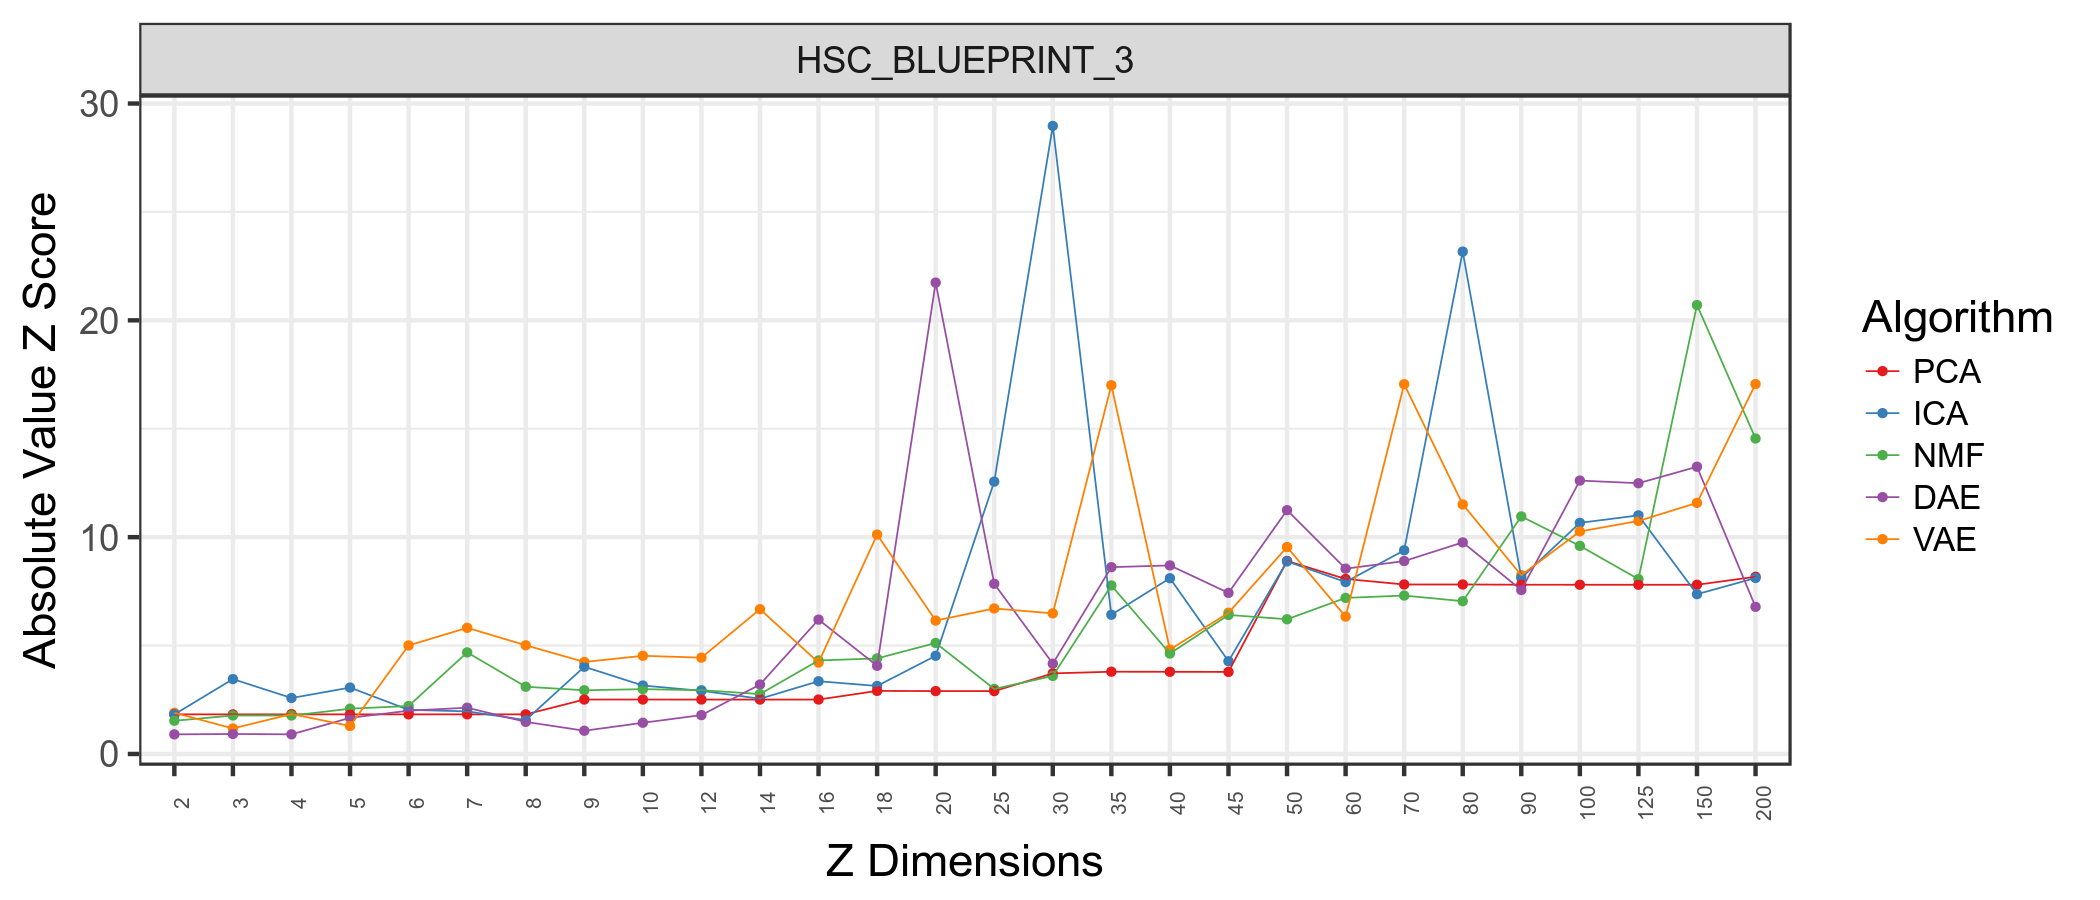 HSC_BLUEPRINT_3
Absolute Value Z Score
30
20
10
0
2 3 4 5 6 7 8 9 10 12 14 16 18 20 25 30 35 40 45 50 60 70 80 90 100 125 150 200
Z Dimensions
Algorithm
PCA
ICA
NMF
DAE
VAE